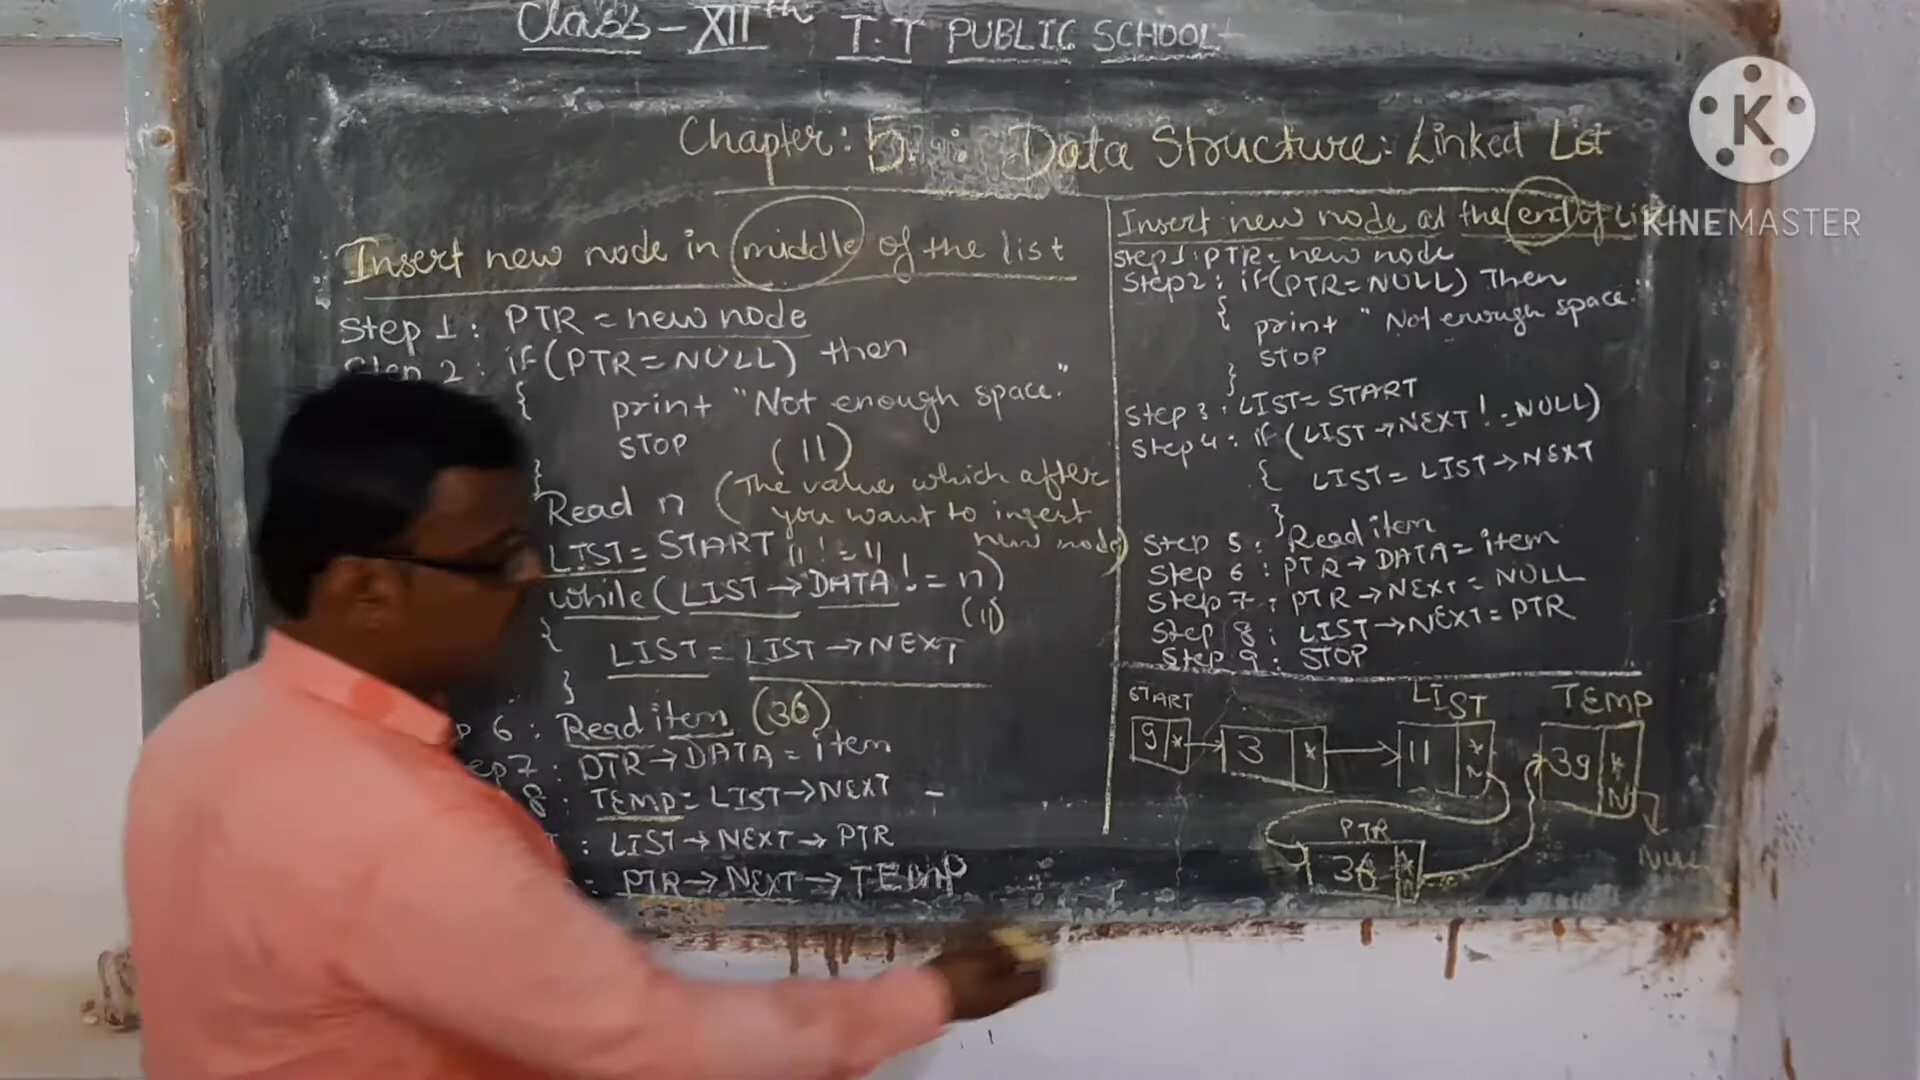 Class - XIIth T.T PUBLIC SCHOOL
Chapter: 5. : Data Structure: Linked List
Insert new node in middle of the list
Step 1: PTR = new node
Step 2: if (PTR = NULL) then
{ print "Not enough space."
STOP
(11)
}
Read n (The value which after
you want to insert
new node)
LIST = START 11 != 11
while (LIST → DATA != n)
(11)
{ LIST = LIST → NEXT
}
p 6: Read item (36)
ep 7: PTR → DATA = item
8: TEMP = LIST → NEXT -
: LIST → NEXT → PTR
: PTR → NEXT → TEMP
Insert new node at the end of
Step 1: PTR = new node
Step 2: if (PTR = NULL) Then
{ print "Not enough space."
STOP
}
Step 3: LIST = START
Step 4: if (LIST → NEXT != NULL)
{ LIST = LIST → NEXT
}
Step 5: Read item
Step 6: PTR → DATA = item
Step 7: PTR → NEXT = NULL
Step 8: LIST → NEXT = PTR
Step 9: STOP
START LIST TEMP
9 * 3 * 11 * N 39 * N
PTR
36
K
KINEMASTER